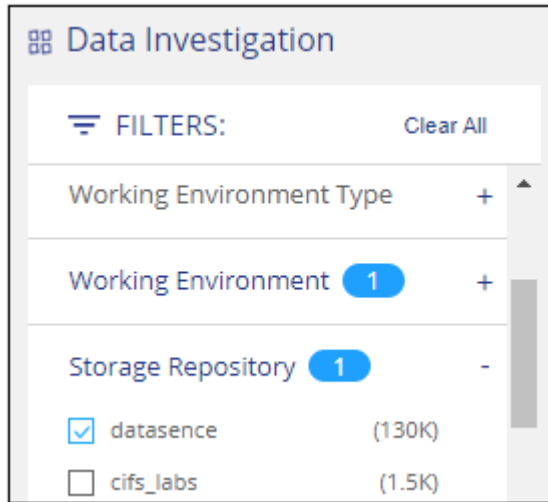 Data Investigation
FILTERS: Clear All
Working Environment Type +
Working Environment 1 +
Storage Repository 1 -
datasence (130K)
cifs_labs (1.5K)